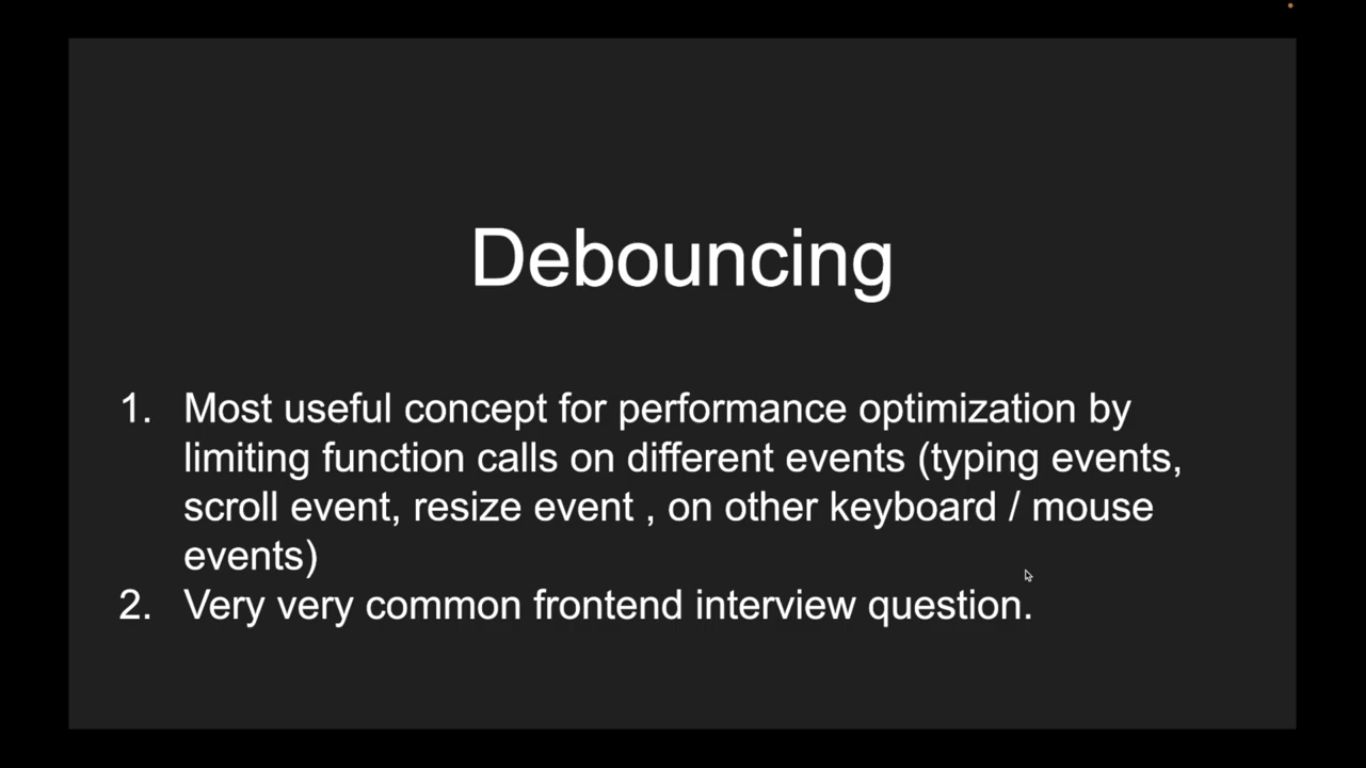 Debouncing
1. Most useful concept for performance optimization by
limiting function calls on different events (typing events,
scroll event, resize event , on other keyboard / mouse
events)
2. Very very common frontend interview question.